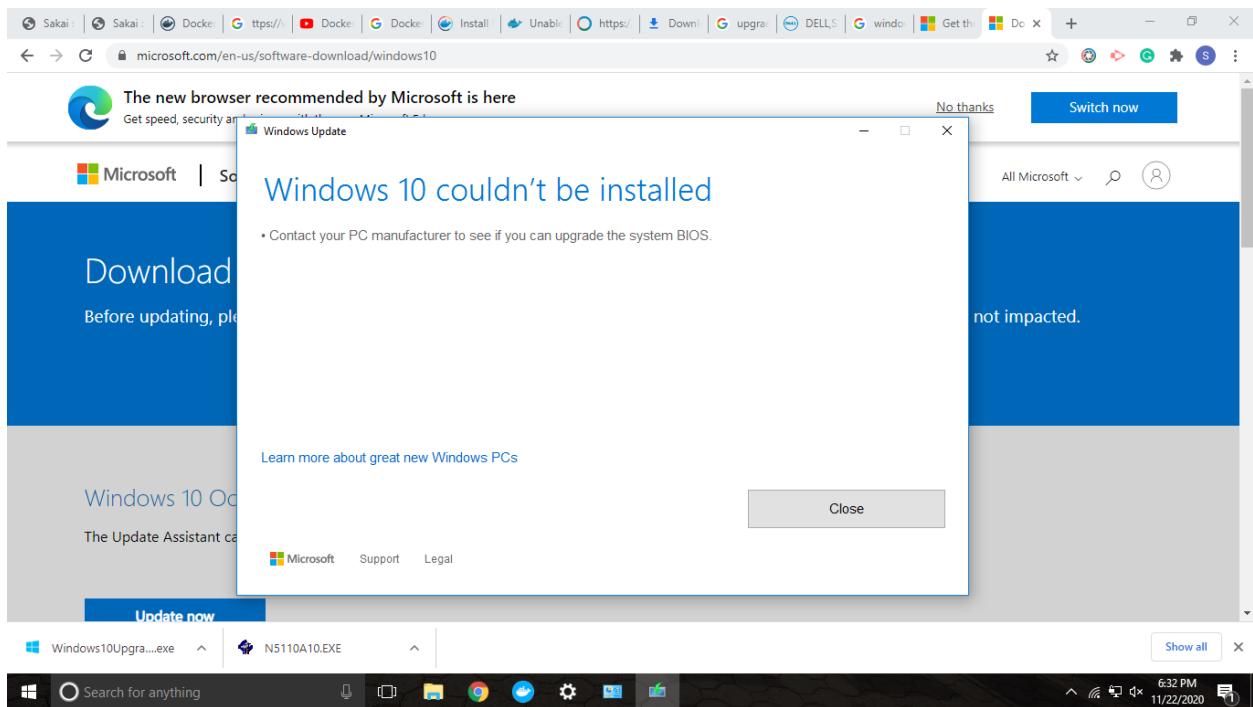 Sakai :
Sakai :
Docke
ttps://
Docke
Docke
Install
Unable
https:/
Downl
upgra
DELL,S
windo
Get th
Do
microsoft.com/en-us/software-download/windows10
S
The new browser recommended by Microsoft is here
Get speed, security
No thanks
Switch now
Windows Update
Microsoft
So
All Microsoft
Windows 10 couldn't be installed
• Contact your PC manufacturer to see if you can upgrade the system BIOS.
Download
Before updating, ple
not impacted.
Learn more about great new Windows PCs
Windows 10 Oc
Close
The Update Assistant ca
Microsoft Support Legal
Update now
Windows10Upgra....exe
N5110A10.EXE
Show all
Search for anything
6:32 PM
11/22/2020
1